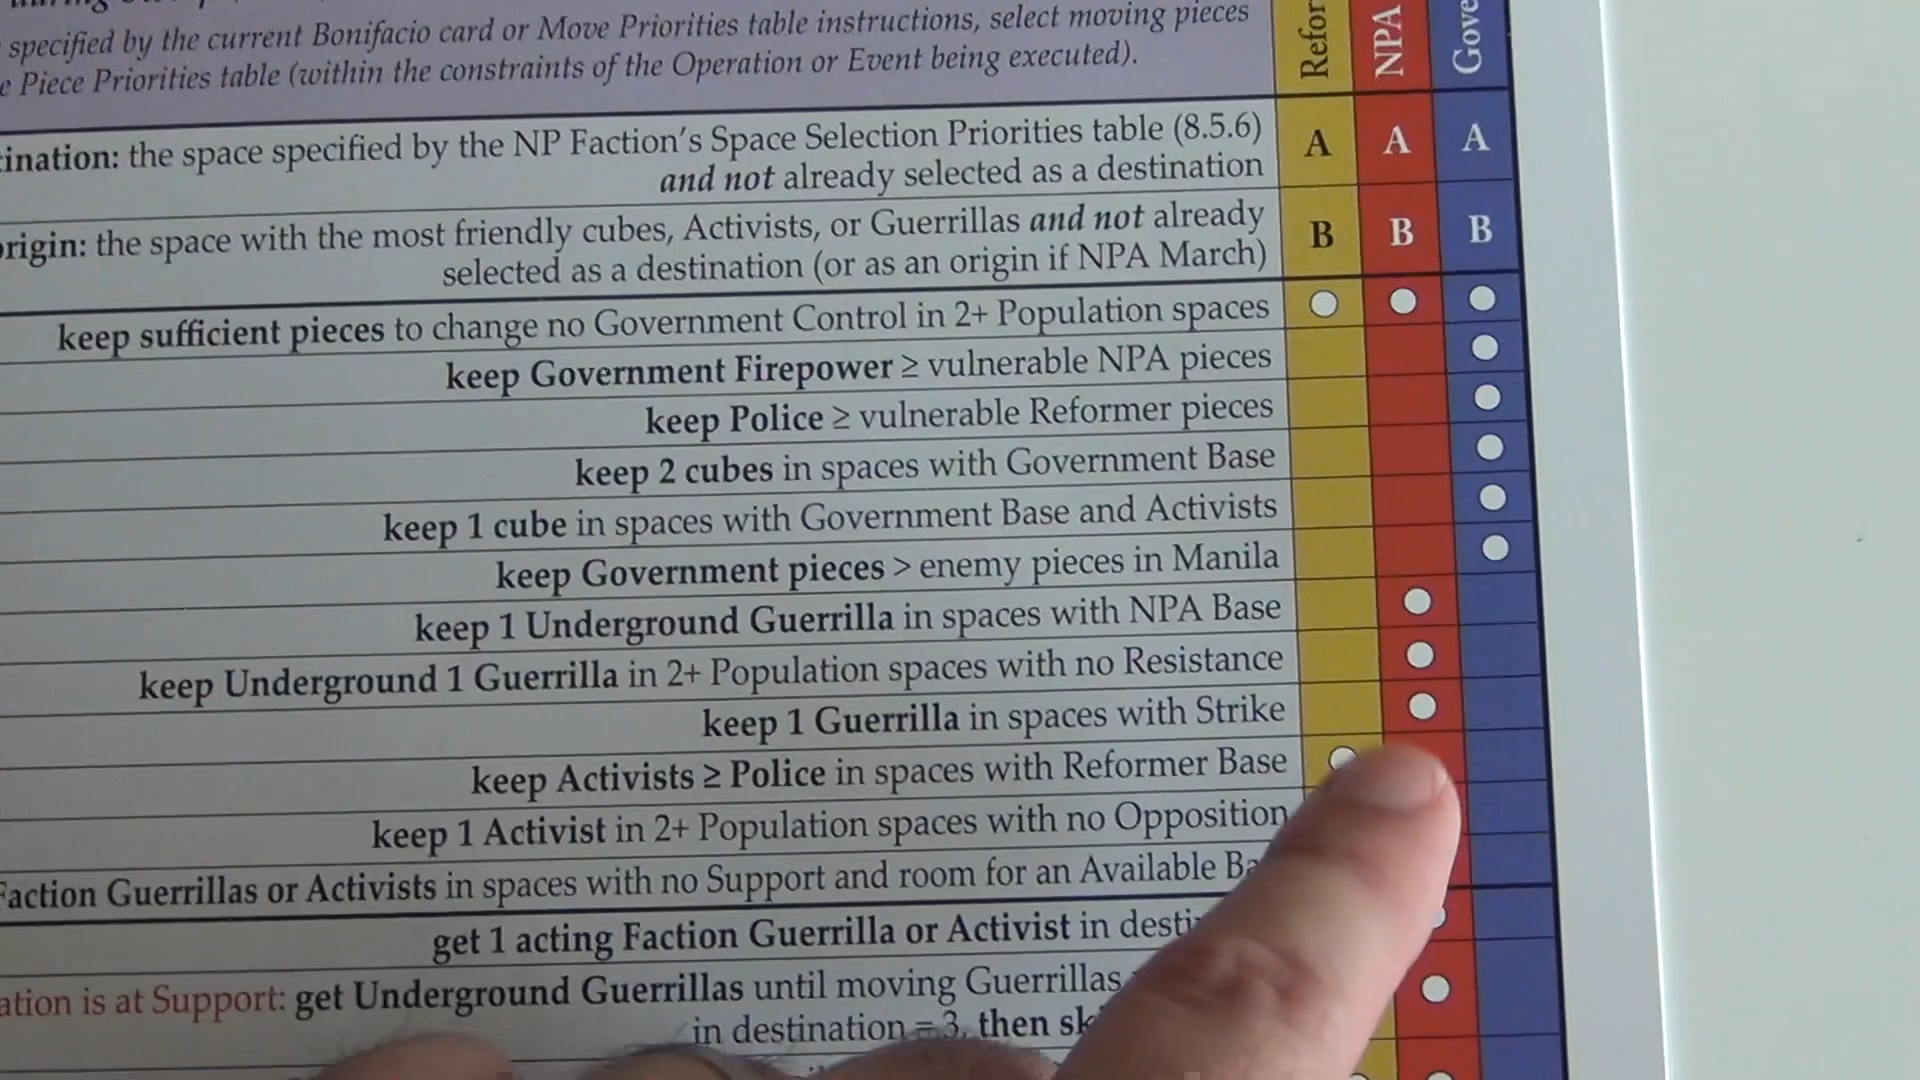 specified by the current Bonifacio card or Move Priorities table instructions, select moving pieces
Piece Priorities table (within the constraints of the Operation or Event being executed).
NPA
the space specified by the NP Faction's Space Selection Priorities table (8.5.6)
and not already selected as a destination
A A A
the space with the most friendly cubes, Activists, or Guerrillas and not already
selected as a destination (or as an origin if NPA March)
B B B
keep sufficient pieces to change no Government Control in 2+ Population spaces
keep Government Firepower ≥ vulnerable NPA pieces
keep Police ≥ vulnerable Reformer pieces
keep 2 cubes in spaces with Government Base
keep 1 cube in spaces with Government Base and Activists
keep Government pieces > enemy pieces in Manila
keep 1 Underground Guerrilla in spaces with NPA Base
keep Underground 1 Guerrilla in 2+ Population spaces with no Resistance
keep 1 Guerrilla in spaces with Strike
keep Activists ≥ Police in spaces with Reformer Base
keep 1 Activist in 2+ Population spaces with no Opposition
Guerrillas or Activists in spaces with no Support and room for an Available
get 1 acting Faction Guerrilla or Activist in
is at Support: get Underground Guerrillas until moving Guerrillas
in destination = 3, then